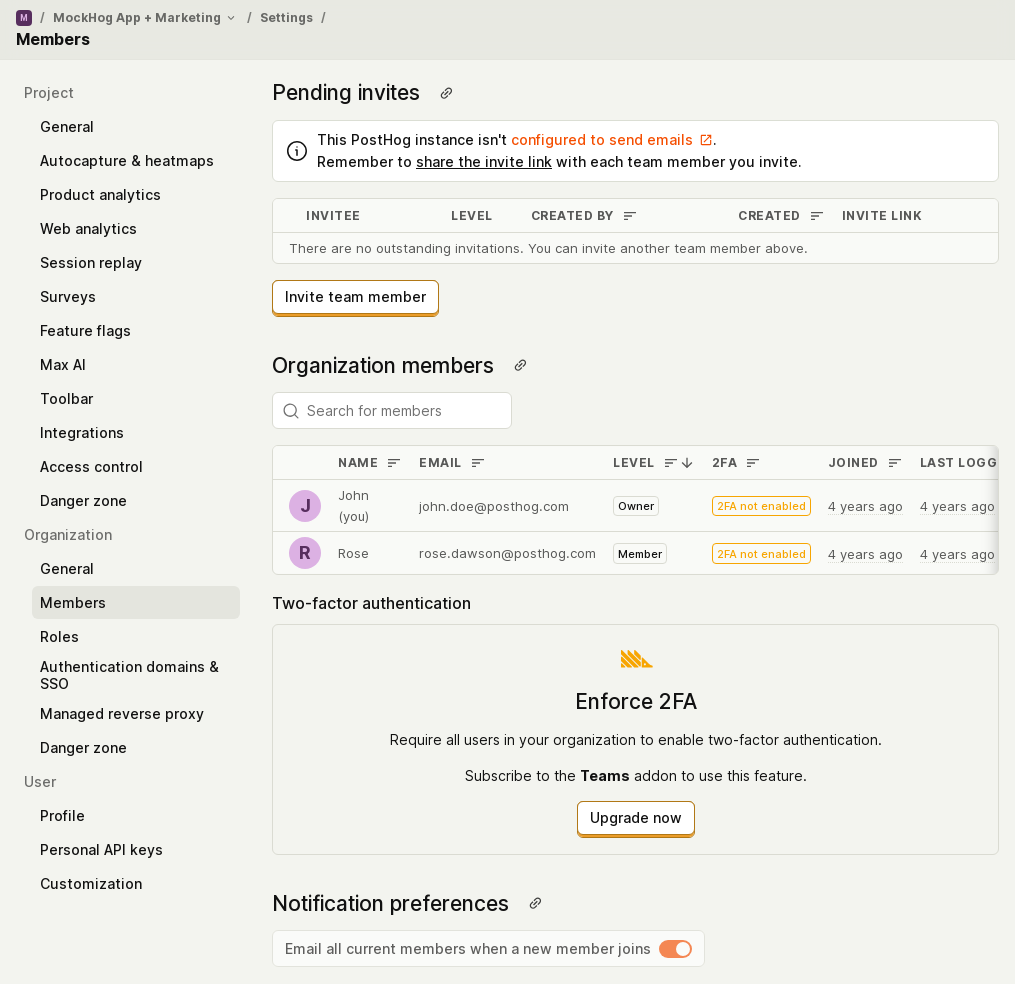 M / MockHog App + Marketing / Settings /
Members
Project
General
Autocapture & heatmaps
Product analytics
Web analytics
Session replay
Surveys
Feature flags
Max AI
Toolbar
Integrations
Access control
Danger zone
Organization
General
Members
Roles
Authentication domains &
SSO
Managed reverse proxy
Danger zone
User
Profile
Personal API keys
Customization
Pending invites
This PostHog instance isn't configured to send emails .
Remember to share the invite link with each team member you invite.
INVITEE LEVEL CREATED BY CREATED INVITE LINK
There are no outstanding invitations. You can invite another team member above.
Invite team member
Organization members
Search for members
NAME EMAIL LEVEL 2FA JOINED LAST LOGG
J John (you) john.doe@posthog.com Owner 2FA not enabled 4 years ago 4 years ago
R Rose rose.dawson@posthog.com Member 2FA not enabled 4 years ago 4 years ago
Two-factor authentication
Enforce 2FA
Require all users in your organization to enable two-factor authentication.
Subscribe to the Teams addon to use this feature.
Upgrade now
Notification preferences
Email all current members when a new member joins